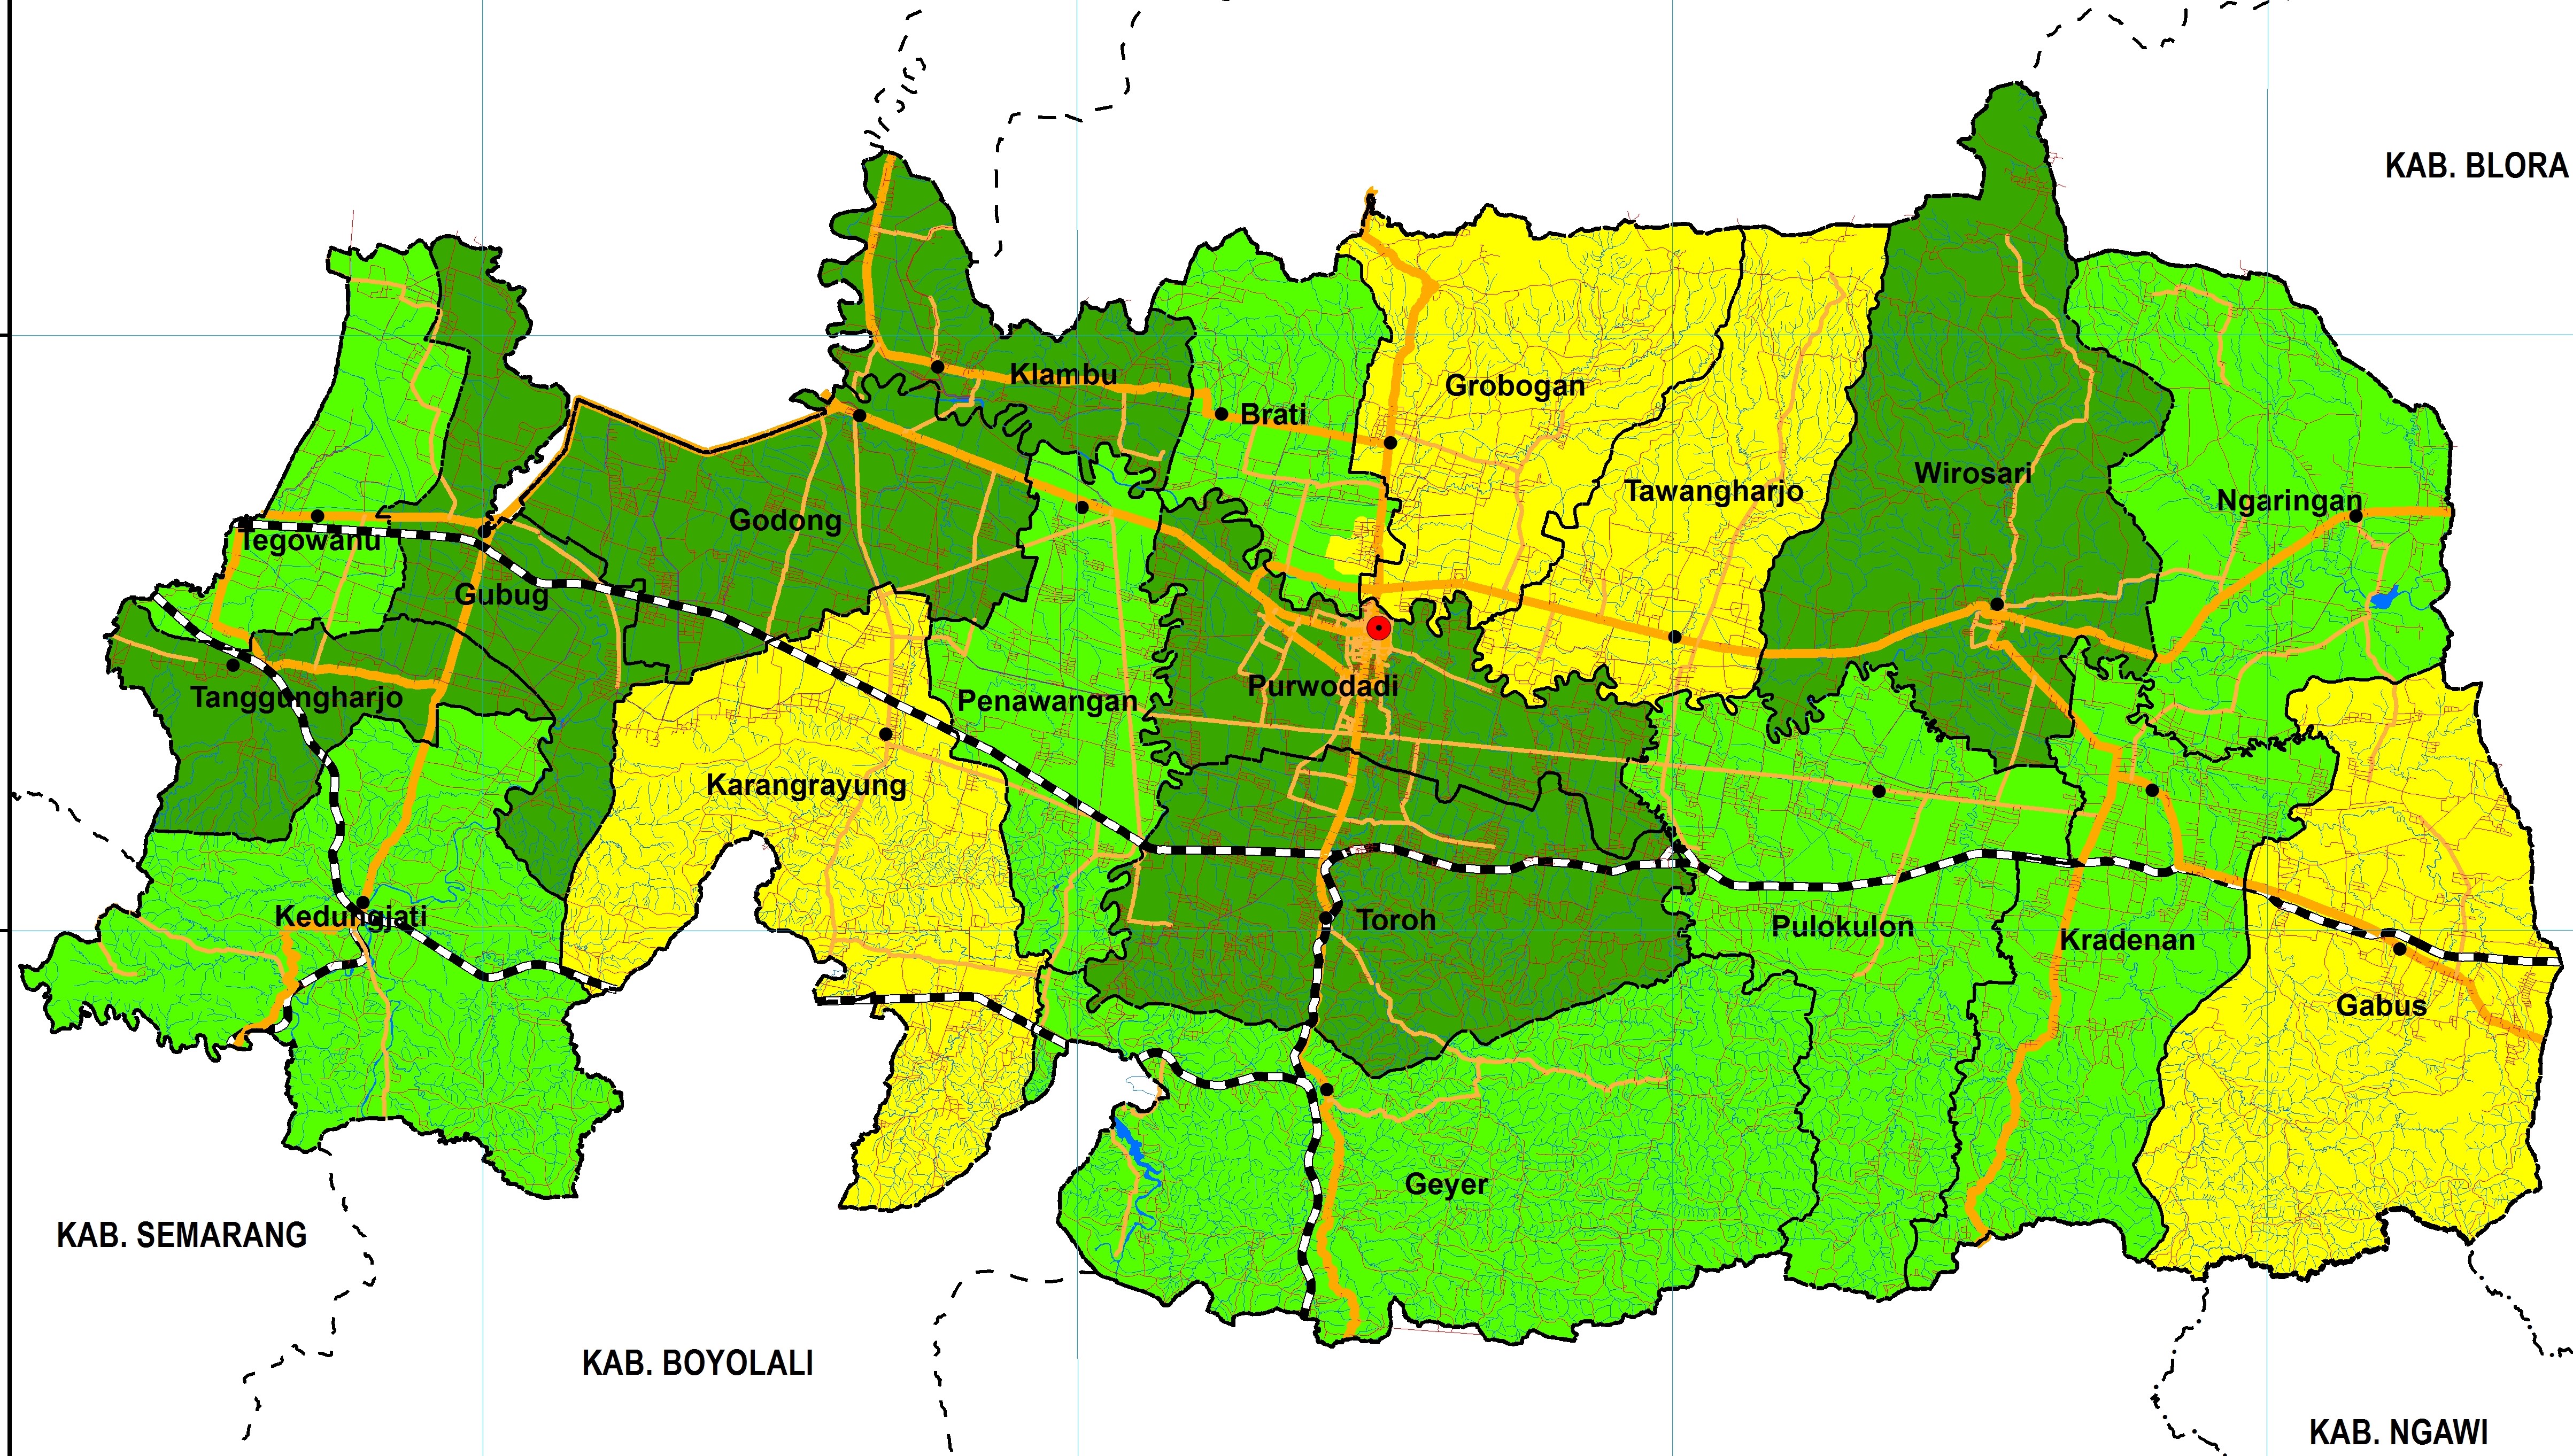 KAB. BLORA
Klambu
Grobogan
Brati
Wirosari
Tawangharjo
Ngaringan
Godong
Tegowanu
Gubug
Purwodadi
Tanggungharjo
Penawangan
Karangrayung
Kedungjati
Toroh
Pulokulon
Kradenan
Gabus
Geyer
KAB. SEMARANG
KAB. BOYOLALI
KAB. NGAWI